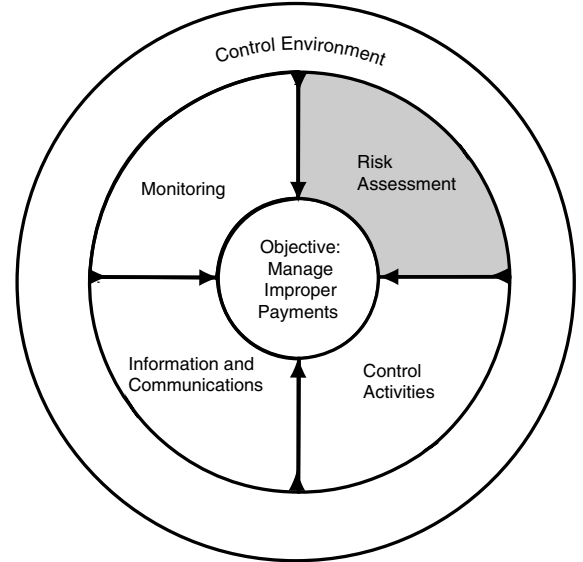 Control Environment
Risk
Assessment
Monitoring
Objective:
Manage
Improper
Payments
Information and
Communications
Control
Activities